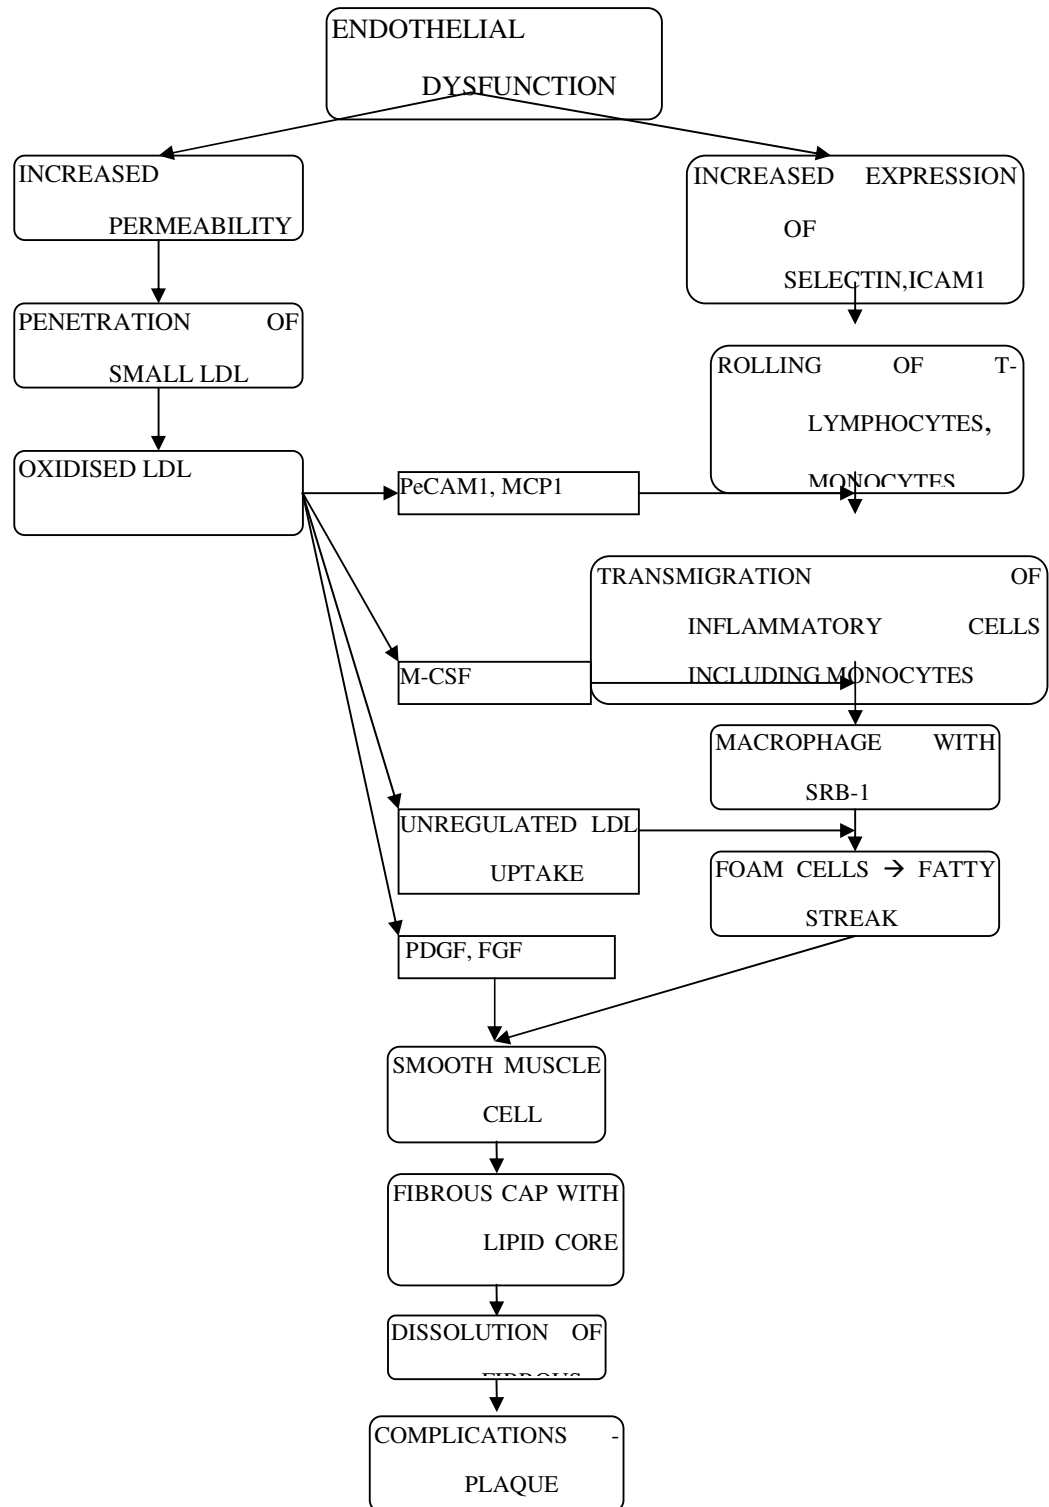 ENDOTHELIAL
DYSFUNCTION
INCREASED
PERMEABILITY
INCREASED EXPRESSION
OF
SELECTIN,ICAM1
PENETRATION OF
SMALL LDL
ROLLING OF T-
LYMPHOCYTES,
MONOCYTES
OXIDISED LDL
PeCAM1, MCP1
TRANSMIGRATION OF
INFLAMMATORY CELLS
INCLUDING MONOCYTES
M-CSF
MACROPHAGE WITH
SRB-1
UNREGULATED LDL
UPTAKE
FOAM CELLS → FATTY
STREAK
PDGF, FGF
SMOOTH MUSCLE
CELL
FIBROUS CAP WITH
LIPID CORE
DISSOLUTION OF
FIBROUS
COMPLICATIONS -
PLAQUE